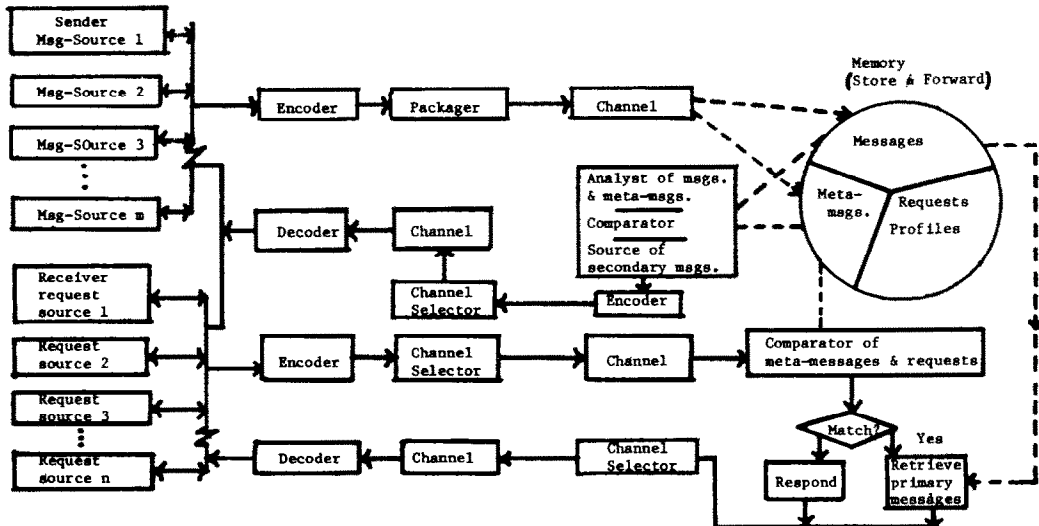 Sender
Msg-Source 1
Msg-Source 2
Msg-SOurce 3
Msg-Source m
Encoder
Packager
Channel
Memory
(Store & Forward)
Messages
Meta-
msgs.
Requests
Profiles
Analyst of msgs.
& meta-msgs.
Comparator
Source of
secondary msgs.
Decoder
Channel
Channel
Selector
Encoder
Receiver
request
source 1
Request
source 2
Request
source 3
Request
source n
Encoder
Channel
Selector
Channel
Comparator of
meta-messages & requests
Match?
Yes
Respond
Retrieve
primary
messages
Decoder
Channel
Channel
Selector